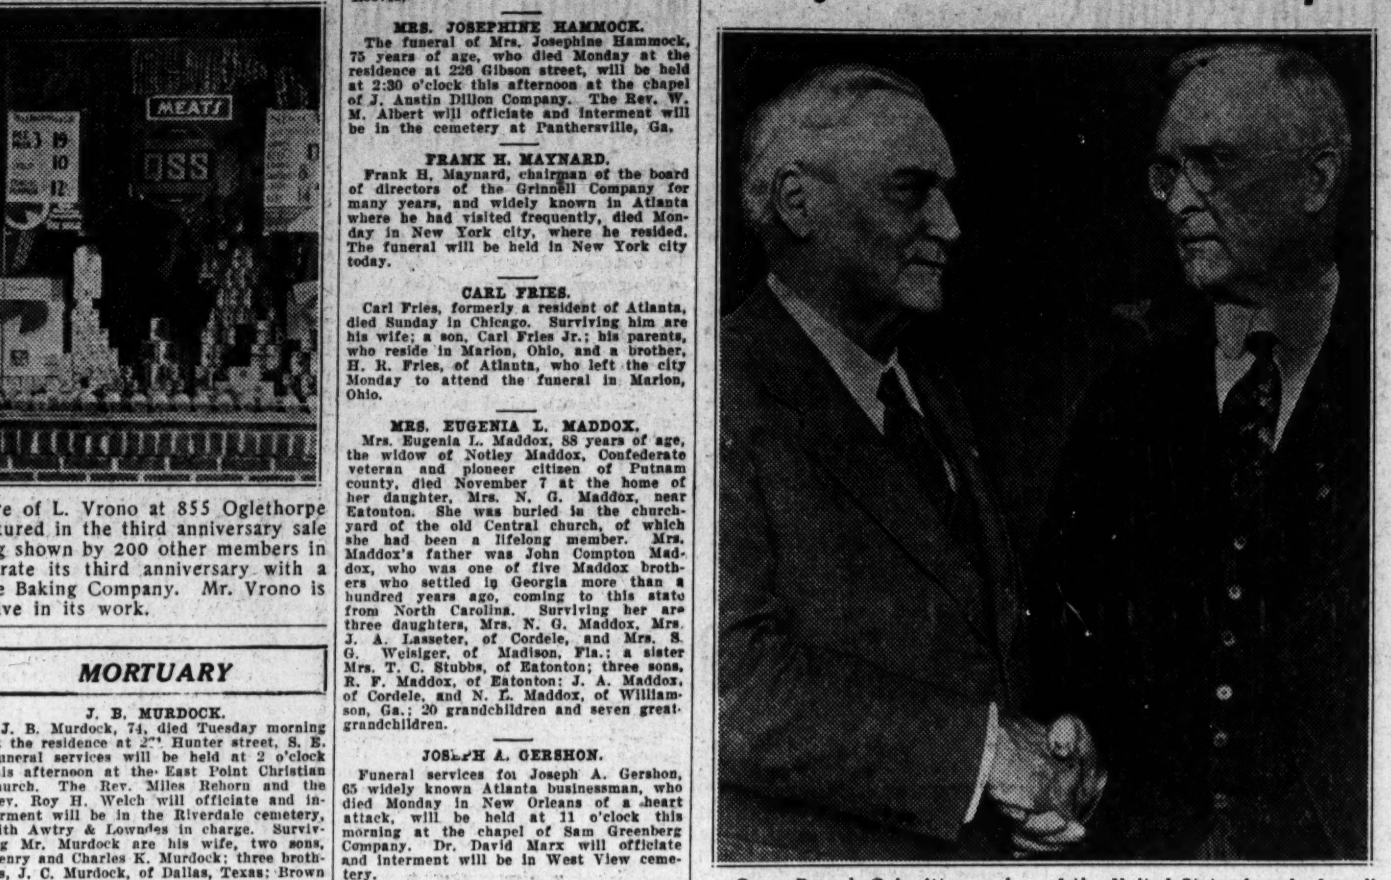 MEATS
19
10
12
re of L. Vrono at 855 Oglethorpe
tured in the third anniversary sale
g shown by 200 other members in
rate its third anniversary with a
e Baking Company. Mr. Vrono is
ive in its work.
MORTUARY
J. B. MURDOCK.
J. B. Murdock, 74, died Tuesday morning
t the residence at Hunter street, S. E.
uneral services will be held at 2 o'clock
is afternoon at the East Point Christian
hurch. The Rev. Miles Rehorn and the
ev. Roy H. Welch will officiate and in-
erment will be in the Riverdale cemetery,
ith Awtry & Lowndes in charge. Surviv-
g Mr. Murdock are his wife, two sons,
enry and Charles K. Murdock; three broth-
s, J. C. Murdock, of Dallas, Texas; Brown
MRS. JOSEPHINE HAMMOCK.
The funeral of Mrs. Josephine Hammock,
75 years of age, who died Monday at the
residence at 226 Gibson street, will be held
at 2:30 o'clock this afternoon at the chapel
of J. Austin Dillon Company. The Rev. W.
M. Albert will officiate and interment will
be in the cemetery at Panthersville, Ga.
FRANK H. MAYNARD.
Frank H. Maynard, chairman of the board
of directors of the Grinnell Company for
many years, and widely known in Atlanta
where he had visited frequently, died Mon-
day in New York city, where he resided.
The funeral will be held in New York city
today.
CARL FRIES.
Carl Fries, formerly a resident of Atlanta,
died Sunday in Chicago. Surviving him are
his wife; a son, Carl Fries Jr.; his parents,
who reside in Marion, Ohio, and a brother,
H. R. Fries, of Atlanta, who left the city
Monday to attend the funeral in Marion,
Ohio.
MRS. EUGENIA L. MADDOX.
Mrs. Eugenia L. Maddox, 88 years of age,
the widow of Notley Maddox, Confederate
veteran and pioneer citizen of Putnam
county, died November 7 at the home of
her daughter, Mrs. N. G. Maddox, near
Eatonton. She was buried in the church-
yard of the old Central church, of which
she had been a lifelong member. Mrs.
Maddox's father was John Compton Mad-
dox, who was one of five Maddox broth-
ers who settled in Georgia more than a
hundred years ago, coming to this state
from North Carolina. Surviving her are
three daughters, Mrs. N. G. Maddox, Mrs.
J. A. Lasseter, of Cordele, and Mrs. S.
G. Weisiger, of Madison, Fla.; a sister
Mrs. T. C. Stubbs, of Eatonton; three sons,
R. F. Maddox, of Eatonton; J. A. Maddox,
of Cordele, and N. L. Maddox, of William-
son, Ga.; 20 grandchildren and seven great-
grandchildren.
JOSEPH A. GERSHON.
Funeral services for Joseph A. Gershon,
65 widely known Atlanta businessman, who
died Monday in New Orleans of a heart
attack, will be held at 11 o'clock this
morning at the chapel of Sam Greenberg
Company. Dr. David Marx will officiate
and interment will be in West View ceme-
tery.